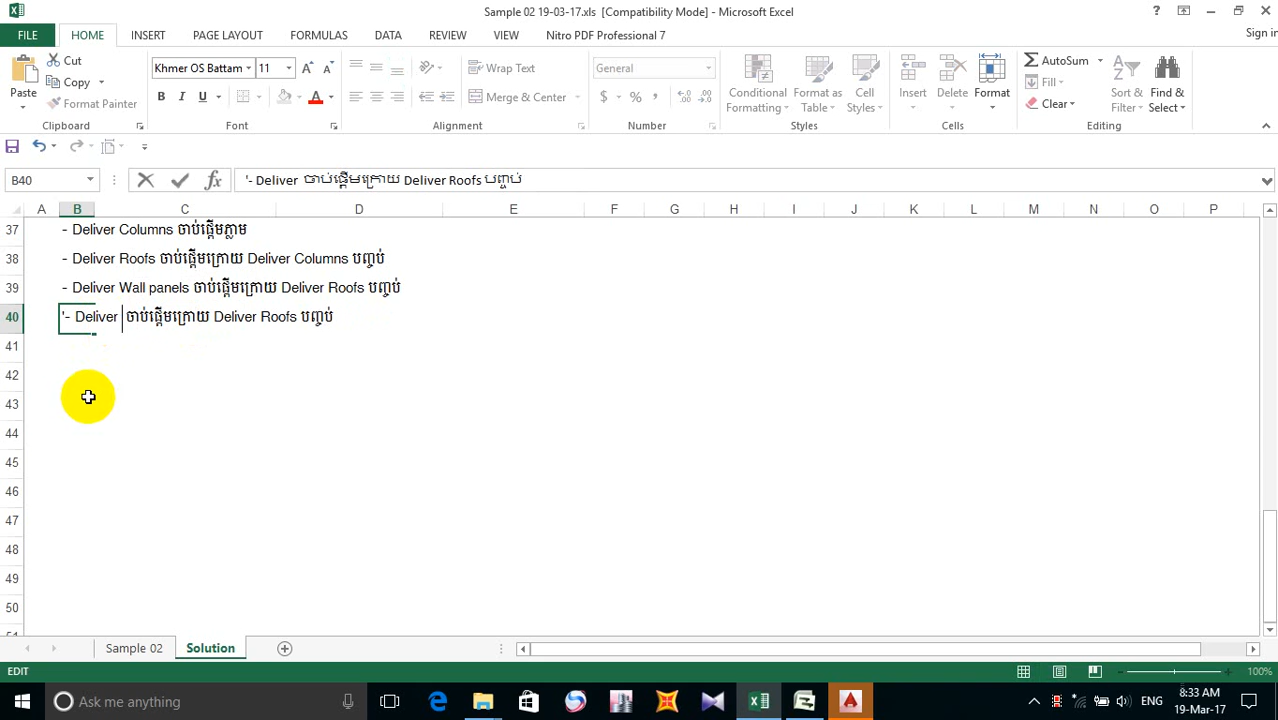 Sample 02 19-03-17.xls [Compatibility Mode] - Microsoft Excel
?
FILE HOME INSERT PAGE LAYOUT FORMULAS DATA REVIEW VIEW Nitro PDF Professional 7 Sign in
Paste Cut Copy Format Painter
Clipboard
Khmer OS Battam 11 A A
B I U A
Font
Wrap Text
Merge & Center
Alignment
General
$ % ,
Number
Conditional Formatting Format as Table Cell Styles
Styles
Insert Delete Format
Cells
AutoSum Fill Clear Sort & Filter Find & Select
Editing
B40 fx '- Deliver ចាប់ផ្តើមក្រោយ Deliver Roofs បញ្ចប់
A B C D E F G H I J K L M N O P
37 - Deliver Columns ចាប់ផ្តើមភ្លាម
38 - Deliver Roofs ចាប់ផ្តើមក្រោយ Deliver Columns បញ្ចប់
39 - Deliver Wall panels ចាប់ផ្តើមក្រោយ Deliver Roofs បញ្ចប់
40 '- Deliver ចាប់ផ្តើមក្រោយ Deliver Roofs បញ្ចប់
41
42
43
44
45
46
47
48
49
50
Sample 02 Solution
EDIT 100%
Ask me anything ENG 8:33 AM
19-Mar-17